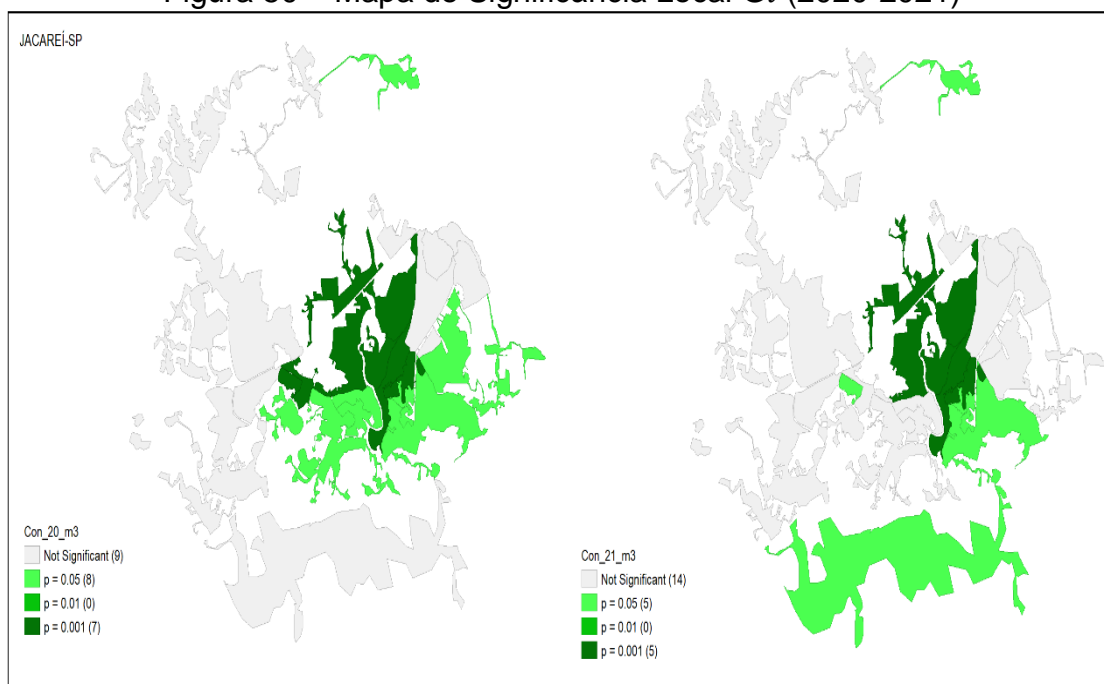 JACAREÍ-SP
Con_20_m3
Not Significant (9)
p = 0.05 (8)
p = 0.01 (0)
p = 0.001 (7)
Con_21_m3
Not Significant (14)
p = 0.05 (5)
p = 0.01 (0)
p = 0.001 (5)